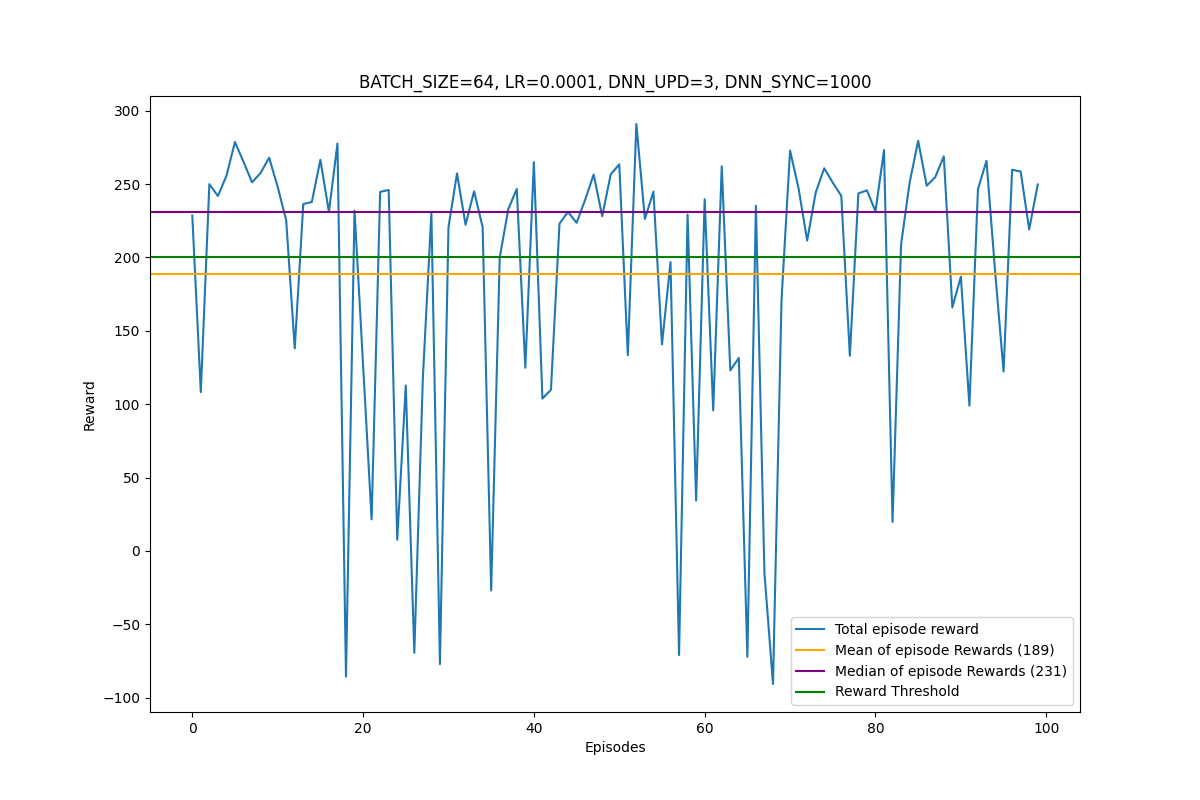 BATCH_SIZE=64, LR=0.0001, DNN_UPD=3, DNN_SYNC=1000
300
250
200
150
100
50
0
−50
−100
Reward
Total episode reward
Mean of episode Rewards (189)
Median of episode Rewards (231)
Reward Threshold
0 20 40 60 80 100
Episodes